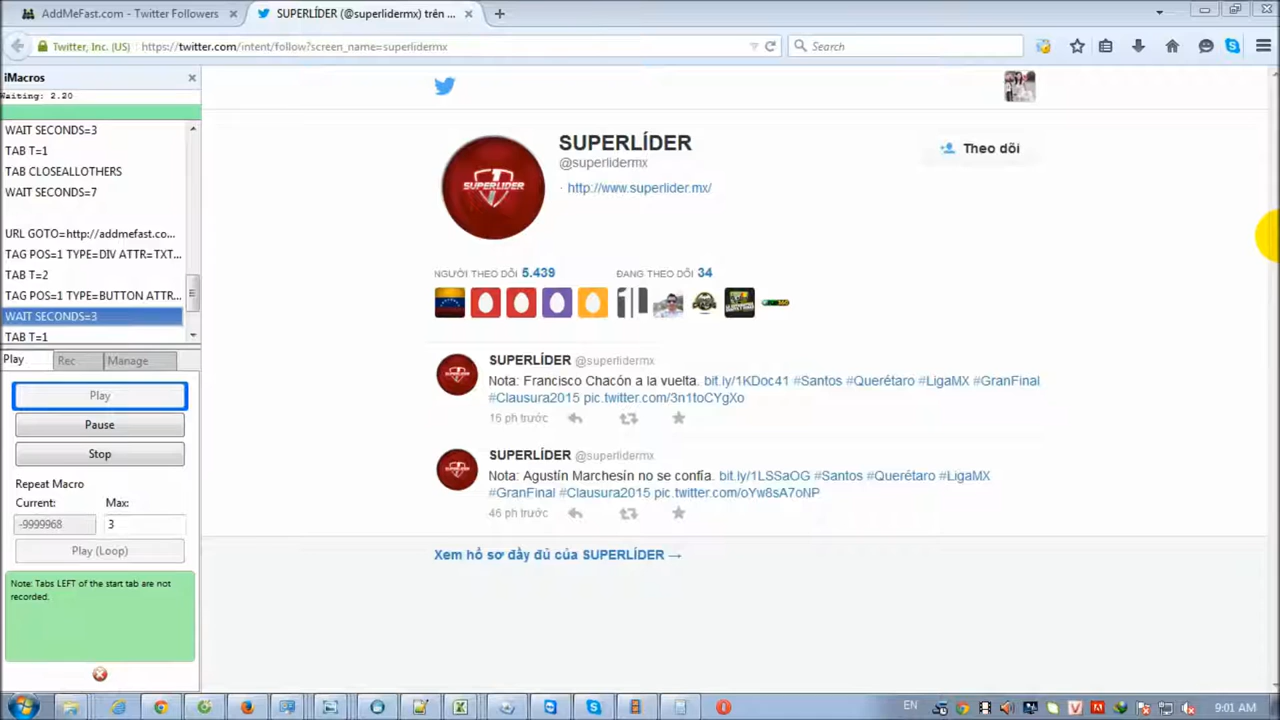 AddMeFast.com - Twitter Followers
SUPERLÍDER (@superlidermx) trên ...
Twitter, Inc. (US)
https://twitter.com/intent/follow?screen_name=superlidermx
Search
iMacros
Waiting: 2.20
WAIT SECONDS=3
TAB T=1
TAB CLOSEALLOTHERS
WAIT SECONDS=7
URL GOTO=http://addmefast.co...
TAG POS=1 TYPE=DIV ATTR=TXT...
TAB T=2
TAG POS=1 TYPE=BUTTON ATTR...
WAIT SECONDS=3
TAB T=1
Play
Rec
Manage
Play
Pause
Stop
Repeat Macro
Current:
Max:
-9999968
3
Play (Loop)
Note: Tabs LEFT of the start tab are not
recorded.
SUPERLIDER
SUPERLÍDER
@superlidermx
· http://www.superlider.mx/
Theo dõi
NGƯỜI THEO DÕI 5.439
ĐANG THEO DÕI 34
SUPERLÍDER @superlidermx
Nota: Francisco Chacón a la vuelta. bit.ly/1KDoc41 #Santos #Querétaro #LigaMX #GranFinal
#Clausura2015 pic.twitter.com/3n1toCYgXo
16 ph trước
SUPERLÍDER @superlidermx
Nota: Agustín Marchesín no se confía. bit.ly/1LSSaOG #Santos #Querétaro #LigaMX
#GranFinal #Clausura2015 pic.twitter.com/oYw8sA7oNP
46 ph trước
Xem hồ sơ đầy đủ của SUPERLÍDER →
EN
9:01 AM